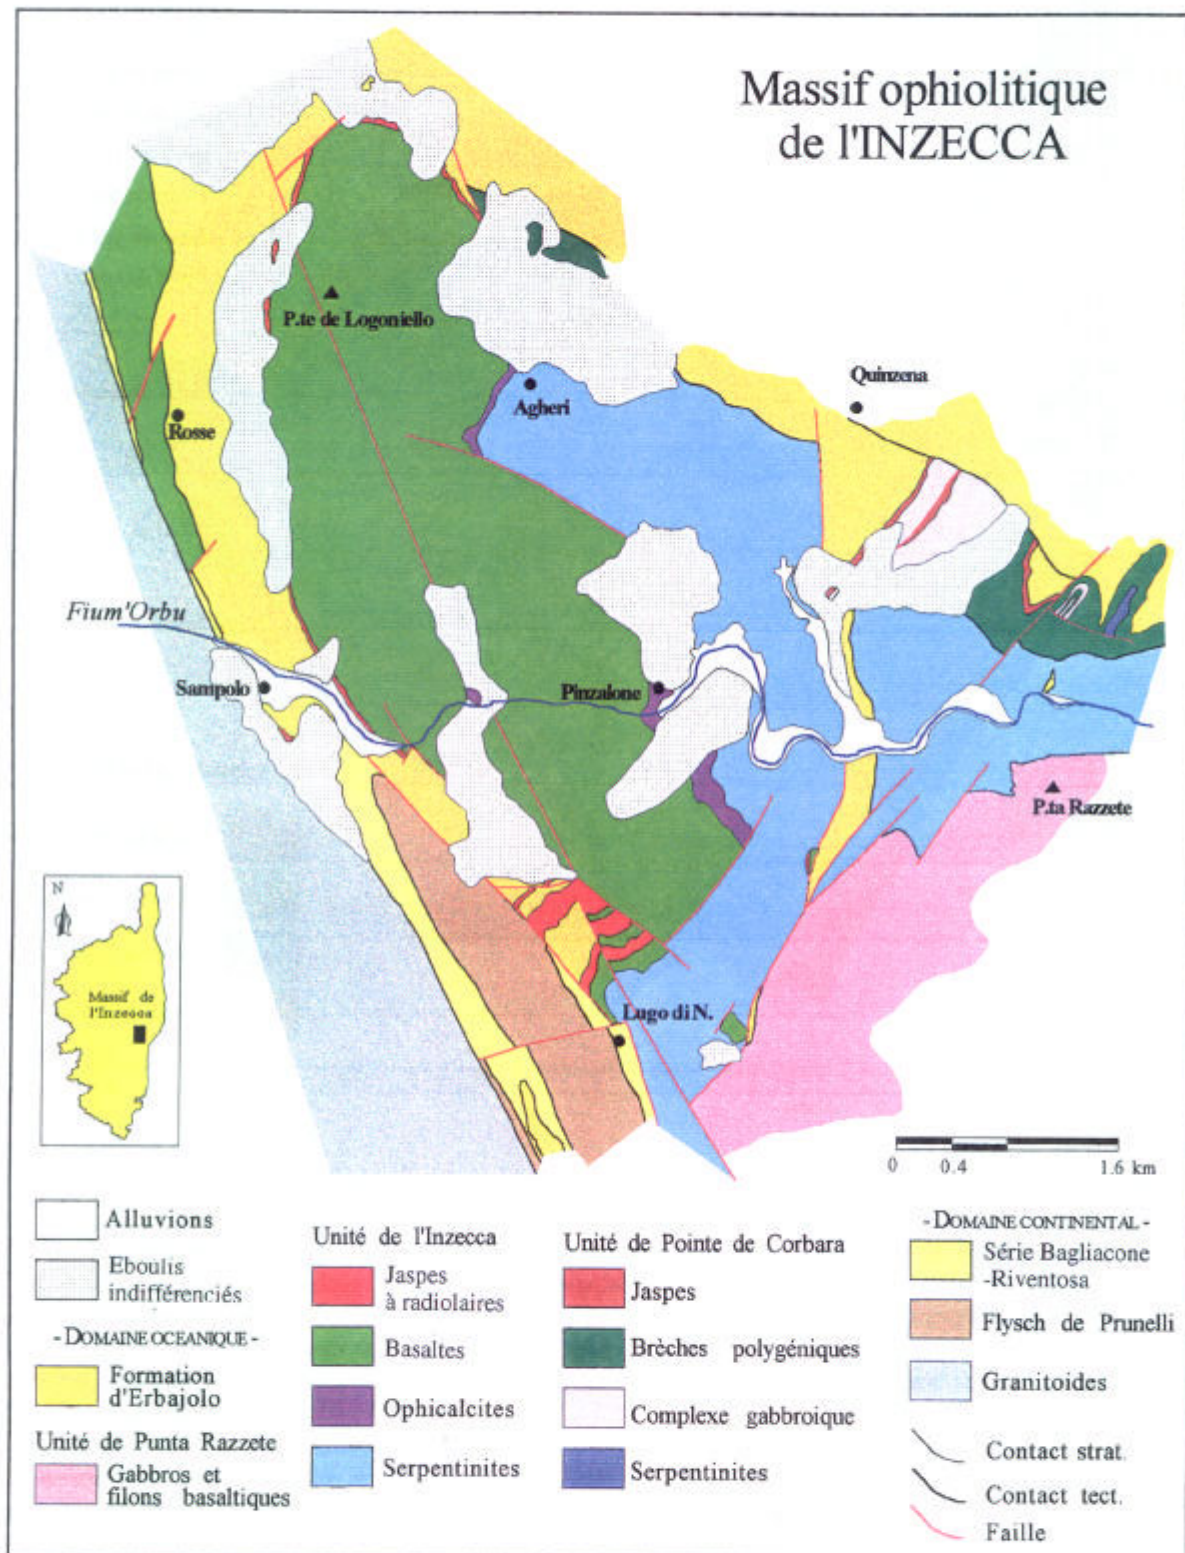 Massif ophiolitique
de l'INZECCA
P.te de Logoniello
Quinzena
Agheri
Rosse
Fium'Orbu
Sampolo
Pinzalone
P.ta Razzete
N
Massif de
l'Inzecca
Lugo di N.
0 0.4 1.6 km
Alluvions
Eboulis
indifférenciés
- DOMAINE OCEANIQUE -
Formation
d'Erbajolo
Unité de Punta Razzete
Gabbros et
filons basaltiques
Unité de l'Inzecca
Jaspes
à radiolaires
Basaltes
Ophicalcites
Serpentinites
Unité de Pointe de Corbara
Jaspes
Brèches polygéniques
Complexe gabbroique
Serpentinites
- DOMAINE CONTINENTAL -
Série Bagliacone
-Riventosa
Flysch de Prunelli
Granitoides
Contact strat.
Contact tect.
Faille